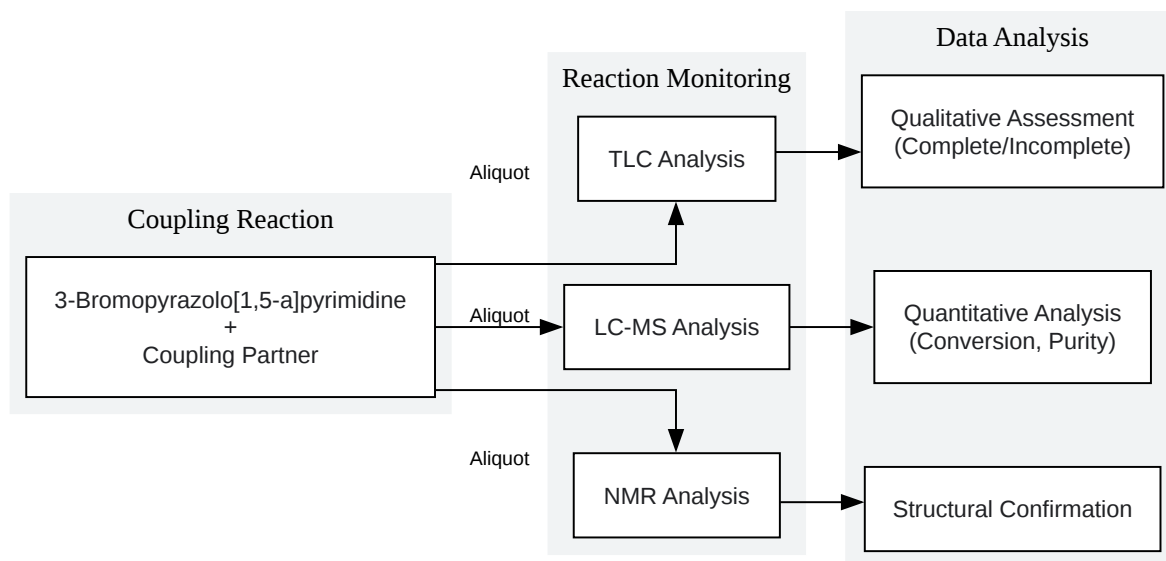 Coupling Reaction
3-Bromopyrazolo[1,5-a]pyrimidine
+
Coupling Partner
Aliquot
Aliquot
Aliquot
Reaction Monitoring
TLC Analysis
LC-MS Analysis
NMR Analysis
Data Analysis
Qualitative Assessment
(Complete/Incomplete)
Quantitative Analysis
(Conversion, Purity)
Structural Confirmation